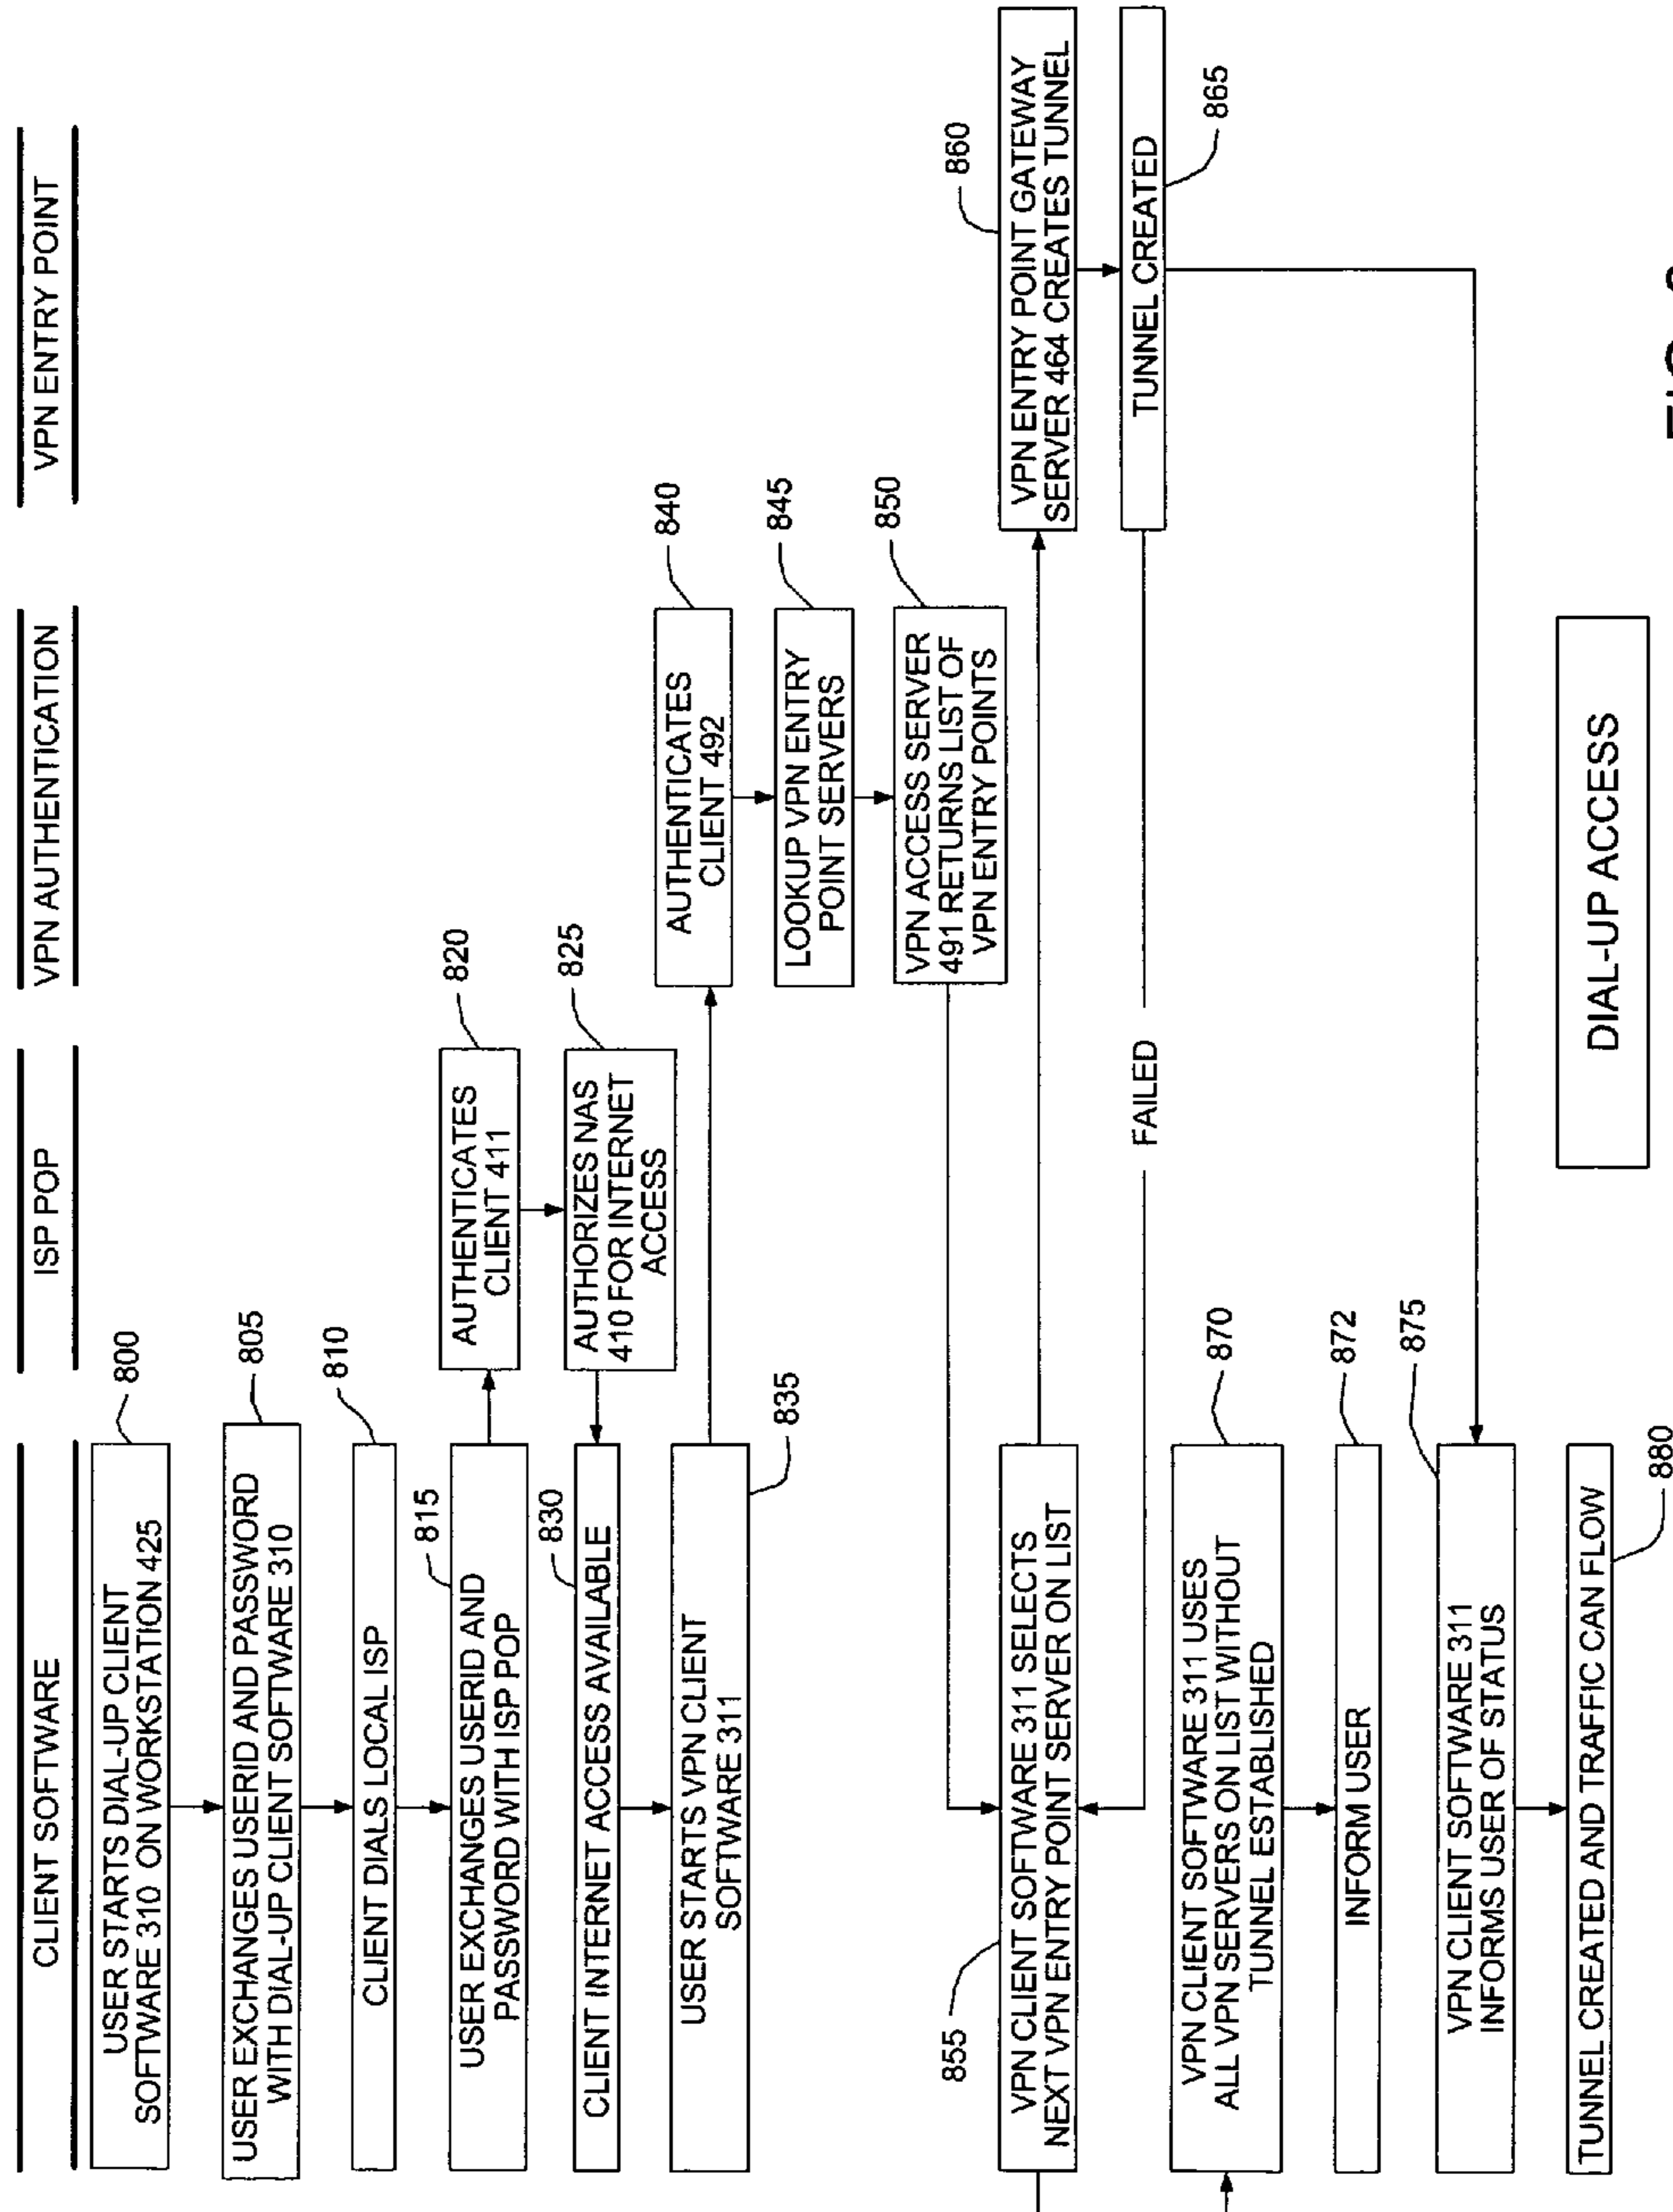 CLIENT SOFTWARE
ISP POP
VPN AUTHENTICATION
VPN ENTRY POINT
USER STARTS DIAL-UP CLIENT
SOFTWARE 310 ON WORKSTATION 425
800
USER EXCHANGES USERID AND PASSWORD
WITH DIAL-UP CLIENT SOFTWARE 310
805
CLIENT DIALS LOCAL ISP
810
USER EXCHANGES USERID AND
PASSWORD WITH ISP POP
815
AUTHENTICATES
CLIENT 411
820
AUTHORIZES NAS
410 FOR INTERNET
ACCESS
825
CLIENT INTERNET ACCESS AVAILABLE
830
USER STARTS VPN CLIENT
SOFTWARE 311
835
AUTHENTICATES
CLIENT 492
840
LOOKUP VPN ENTRY
POINT SERVERS
845
VPN ACCESS SERVER
491 RETURNS LIST OF
VPN ENTRY POINTS
850
VPN CLIENT SOFTWARE 311 SELECTS
NEXT VPN ENTRY POINT SERVER ON LIST
855
VPN ENTRY POINT GATEWAY
SERVER 464 CREATES TUNNEL
860
TUNNEL CREATED
865
FAILED
VPN CLIENT SOFTWARE 311 USES
ALL VPN SERVERS ON LIST WITHOUT
TUNNEL ESTABLISHED
870
INFORM USER
872
VPN CLIENT SOFTWARE 311
INFORMS USER OF STATUS
875
TUNNEL CREATED AND TRAFFIC CAN FLOW
880
DIAL-UP ACCESS